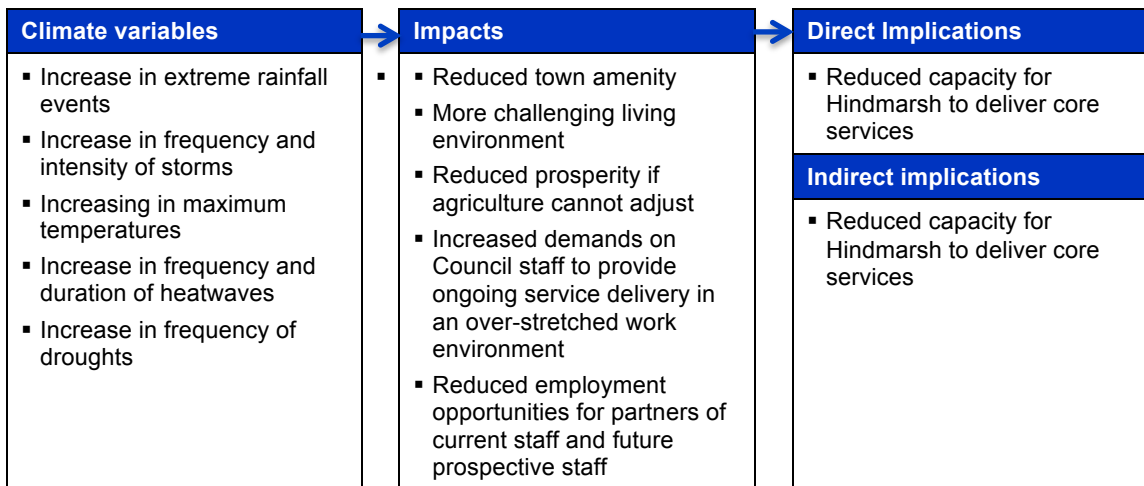 Climate variables
▪ Increase in extreme rainfall
events
▪ Increase in frequency and
intensity of storms
▪ Increasing in maximum
temperatures
▪ Increase in frequency and
duration of heatwaves
▪ Increase in frequency of
droughts
▪
Impacts
▪ Reduced town amenity
▪ More challenging living
environment
▪ Reduced prosperity if
agriculture cannot adjust
▪ Increased demands on
Council staff to provide
ongoing service delivery in
an over-stretched work
environment
▪ Reduced employment
opportunities for partners of
current staff and future
prospective staff
Direct Implications
▪ Reduced capacity for
Hindmarsh to deliver core
services
Indirect implications
▪ Reduced capacity for
Hindmarsh to deliver core
services